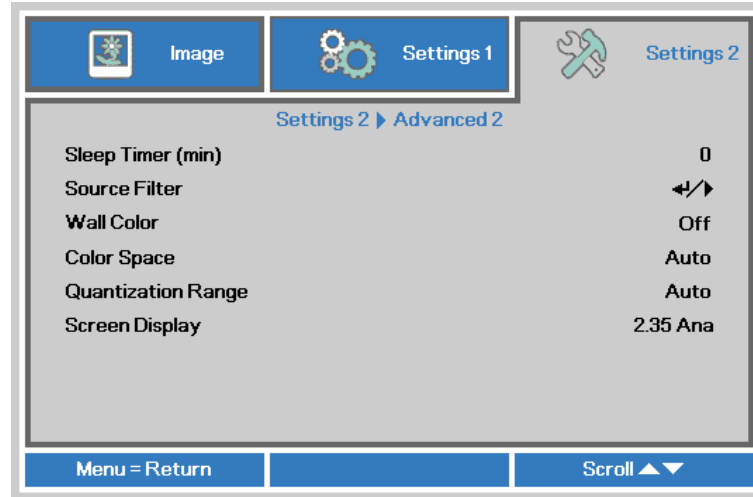 Image Settings 1 Settings 2
Settings 2 ▶ Advanced 2
Sleep Timer (min) 0
Source Filter ↵/▶
Wall Color Off
Color Space Auto
Quantization Range Auto
Screen Display 2.35 Ana
Menu = Return Scroll ▲▼